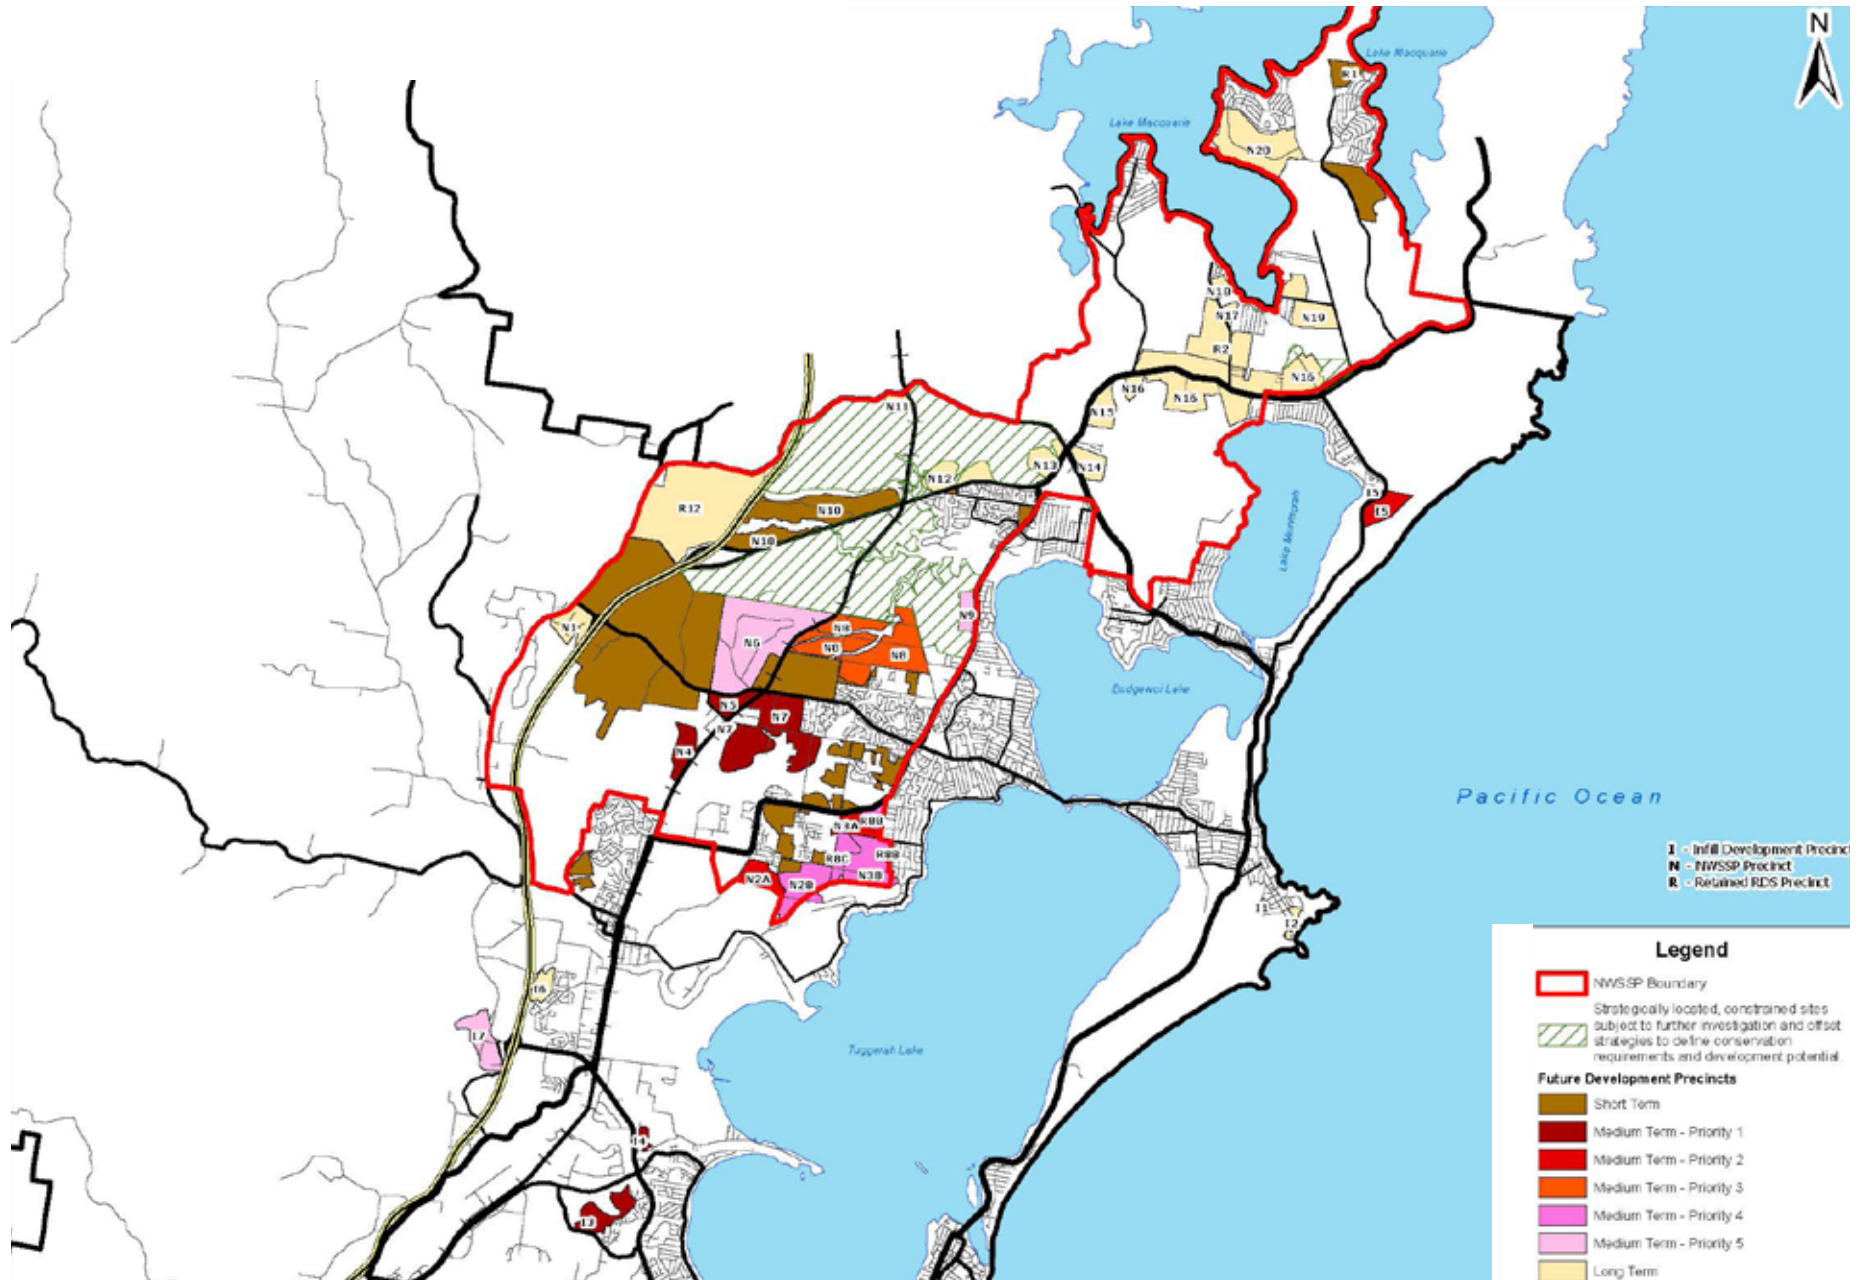 N
Lake Macquarie
R1
Lake Macquarie
N20
N18
N17
N19
R2
N16
N16
N16
N15
N11
N13
N14
N12
R12
N10
N10
I5
I5
Lake Munmorah
N1
N9
N8
N6
N8
N8
Budgewoi Lake
N5
N7
N7
N4
Pacific Ocean
N3A
R8B
R8C
R8B
N2A
N2B
N3B
I - Infill Development Precinct
N - NWSSP Precinct
R - Retained RDS Precinct
I1
I2
Legend
NWSSP Boundary
Strategically located, constrained sites
subject to further investigation and offset
strategies to define conservation
requirements and development potential.
I6
I7
Tuggerah Lake
Future Development Precincts
Short Term
Medium Term - Priority 1
Medium Term - Priority 2
Medium Term - Priority 3
Medium Term - Priority 4
Medium Term - Priority 5
Long Term
I4
I3